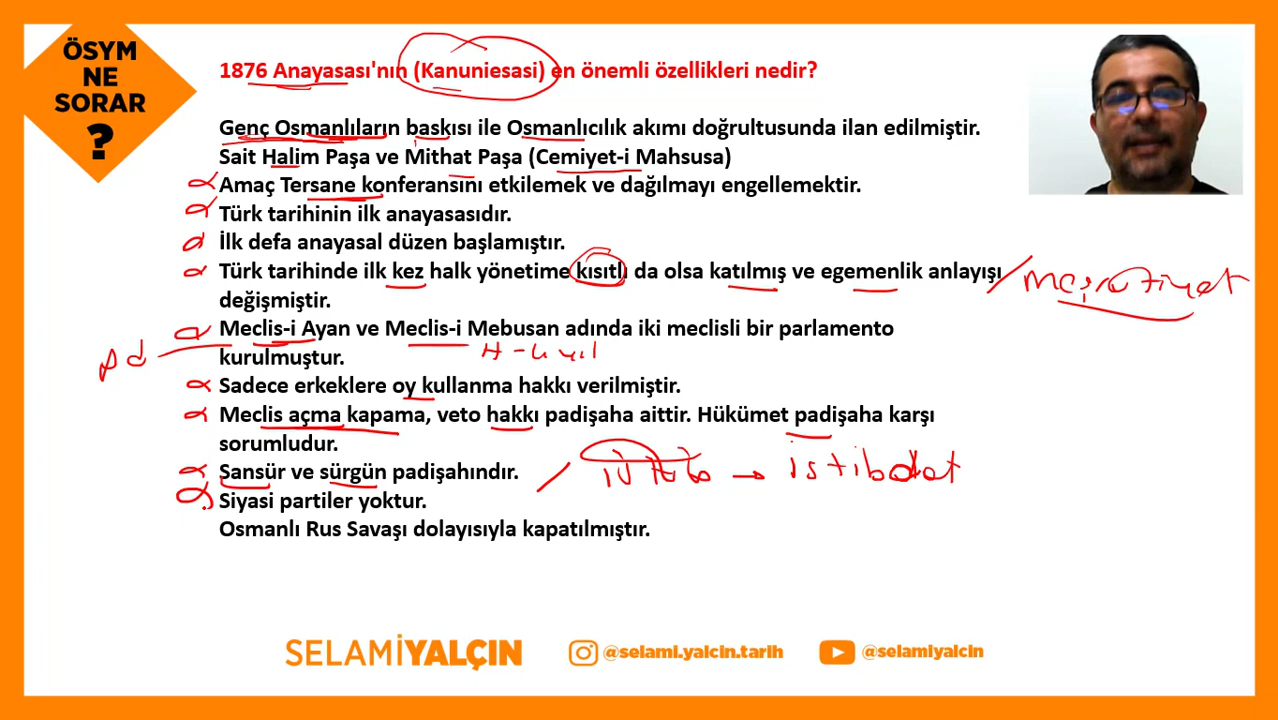 ÖSYM
NE
SORAR
?
1876 Anayasası'nın (Kanuniesasi) en önemli özellikleri nedir?
Genç Osmanlıların baskısı ile Osmanlıcılık akımı doğrultusunda ilan edilmiştir.
Sait Halim Paşa ve Mithat Paşa (Cemiyet-i Mahsusa)
Amaç Tersane konferansını etkilemek ve dağılmayı engellemektir.
Türk tarihinin ilk anayasasıdır.
İlk defa anayasal düzen başlamıştır.
Türk tarihinde ilk kez halk yönetime kısıtlı da olsa katılmış ve egemenlik anlayışı
değişmiştir.
meşrutiyet
Meclis-i Ayan ve Meclis-i Mebusan adında iki meclisli bir parlamento
kurulmuştur.
Sadece erkeklere oy kullanma hakkı verilmiştir.
Meclis açma kapama, veto hakkı padişaha aittir. Hükümet padişaha karşı
sorumludur.
Sansür ve sürgün padişahındır.
istibdat
Siyasi partiler yoktur.
Osmanlı Rus Savaşı dolayısıyla kapatılmıştır.
SELAMİYALÇIN
@selami.yalcin.tarih
@selamiyalcin